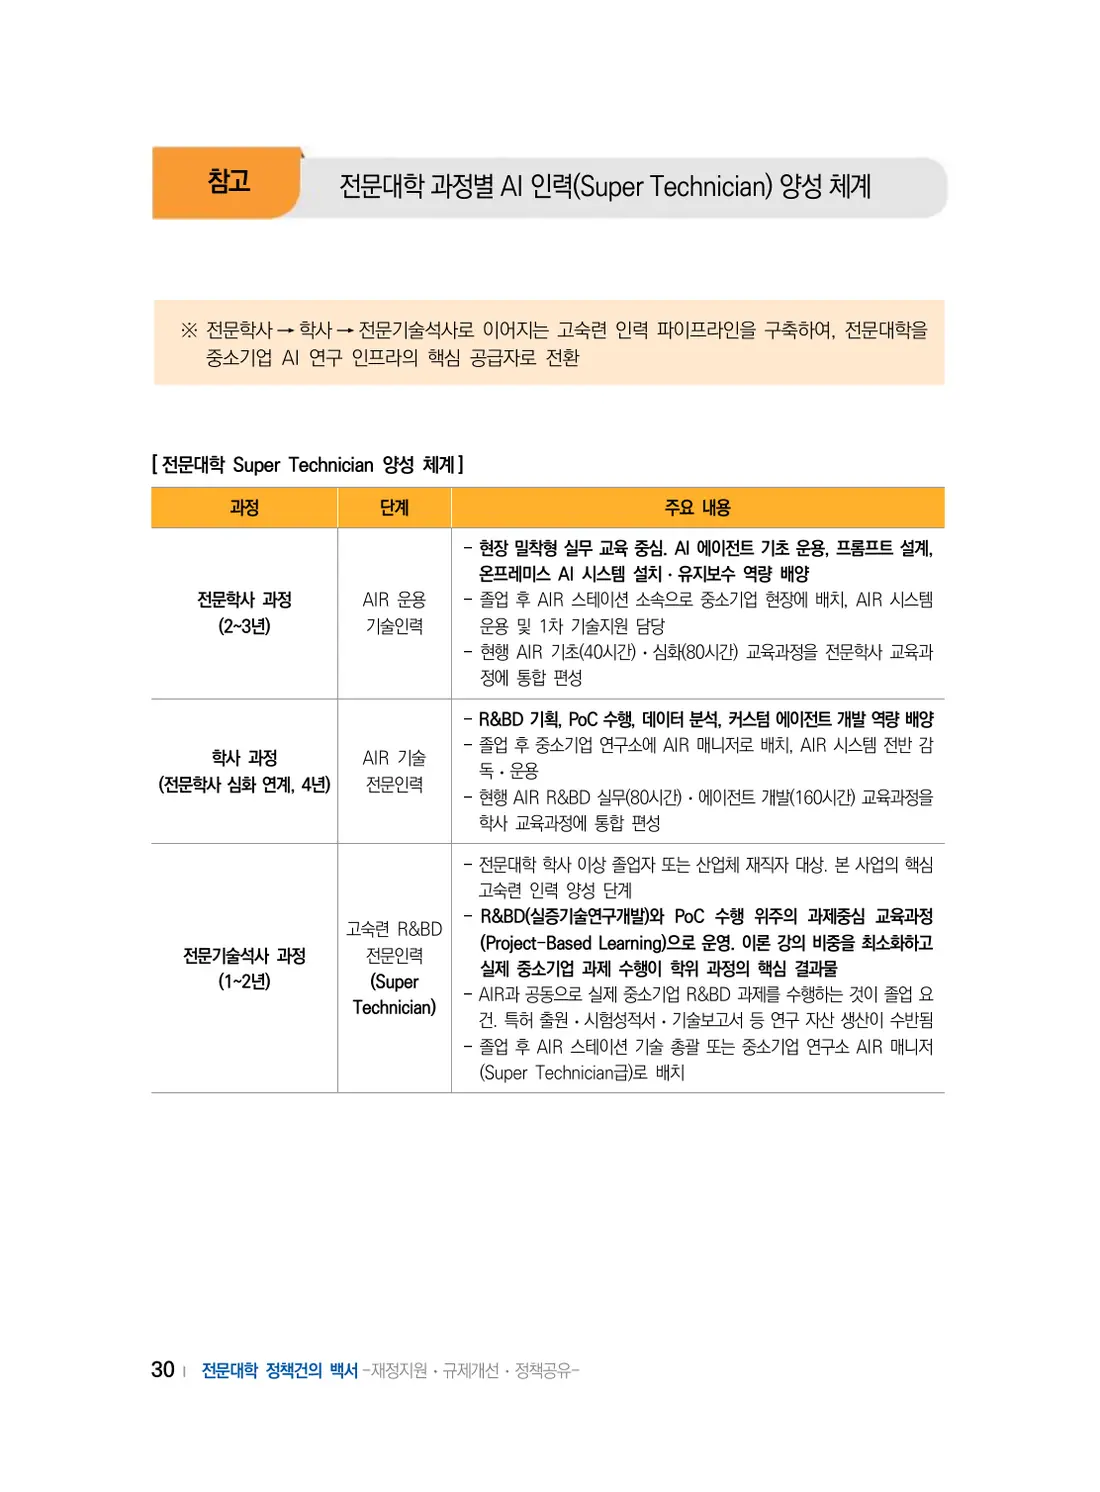 참고
전문대학 과정별 AI 인력(Super Technician) 양성 체계
※ 전문학사 → 학사 → 전문기술석사로 이어지는 고숙련 인력 파이프라인을 구축하여, 전문대학을
중소기업 AI 연구 인프라의 핵심 공급자로 전환
[ 전문대학 Super Technician 양성 체계 ]
과정 단계 주요 내용
전문학사 과정
(2~3년)
AIR 운용
기술인력
- 현장 밀착형 실무 교육 중심. AI 에이전트 기초 운용, 프롬프트 설계,
온프레미스 AI 시스템 설치·유지보수 역량 배양
- 졸업 후 AIR 스테이션 소속으로 중소기업 현장에 배치, AIR 시스템
운용 및 1차 기술지원 담당
- 현행 AIR 기초(40시간)·심화(80시간) 교육과정을 전문학사 교육과
정에 통합 편성
학사 과정
(전문학사 심화 연계, 4년)
AIR 기술
전문인력
- R&BD 기획, PoC 수행, 데이터 분석, 커스텀 에이전트 개발 역량 배양
- 졸업 후 중소기업 연구소에 AIR 매니저로 배치, AIR 시스템 전반 감
독·운용
- 현행 AIR R&BD 실무(80시간)·에이전트 개발(160시간) 교육과정을
학사 교육과정에 통합 편성
전문기술석사 과정
(1~2년)
고숙련 R&BD
전문인력
(Super
Technician)
- 전문대학 학사 이상 졸업자 또는 산업체 재직자 대상. 본 사업의 핵심
고숙련 인력 양성 단계
- R&BD(실증기술연구개발)와 PoC 수행 위주의 과제중심 교육과정
(Project-Based Learning)으로 운영. 이론 강의 비중을 최소화하고
실제 중소기업 과제 수행이 학위 과정의 핵심 결과물
- AIR과 공동으로 실제 중소기업 R&BD 과제를 수행하는 것이 졸업 요
건. 특허 출원·시험성적서·기술보고서 등 연구 자산 생산이 수반됨
- 졸업 후 AIR 스테이션 기술 총괄 또는 중소기업 연구소 AIR 매니저
(Super Technician급)로 배치
30 | 전문대학 정책건의 백서 -재정지원·규제개선·정책공유-